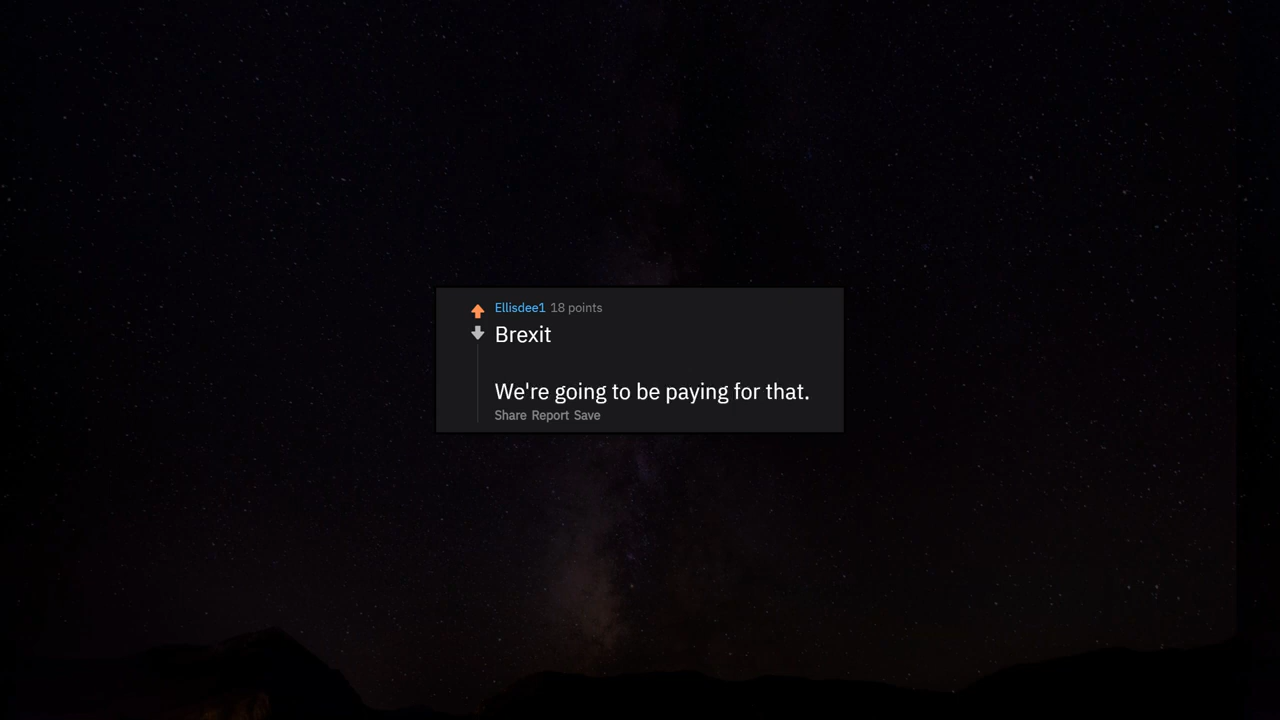 Ellisdee1 18 points
Brexit
We're going to be paying for that.
Share Report Save